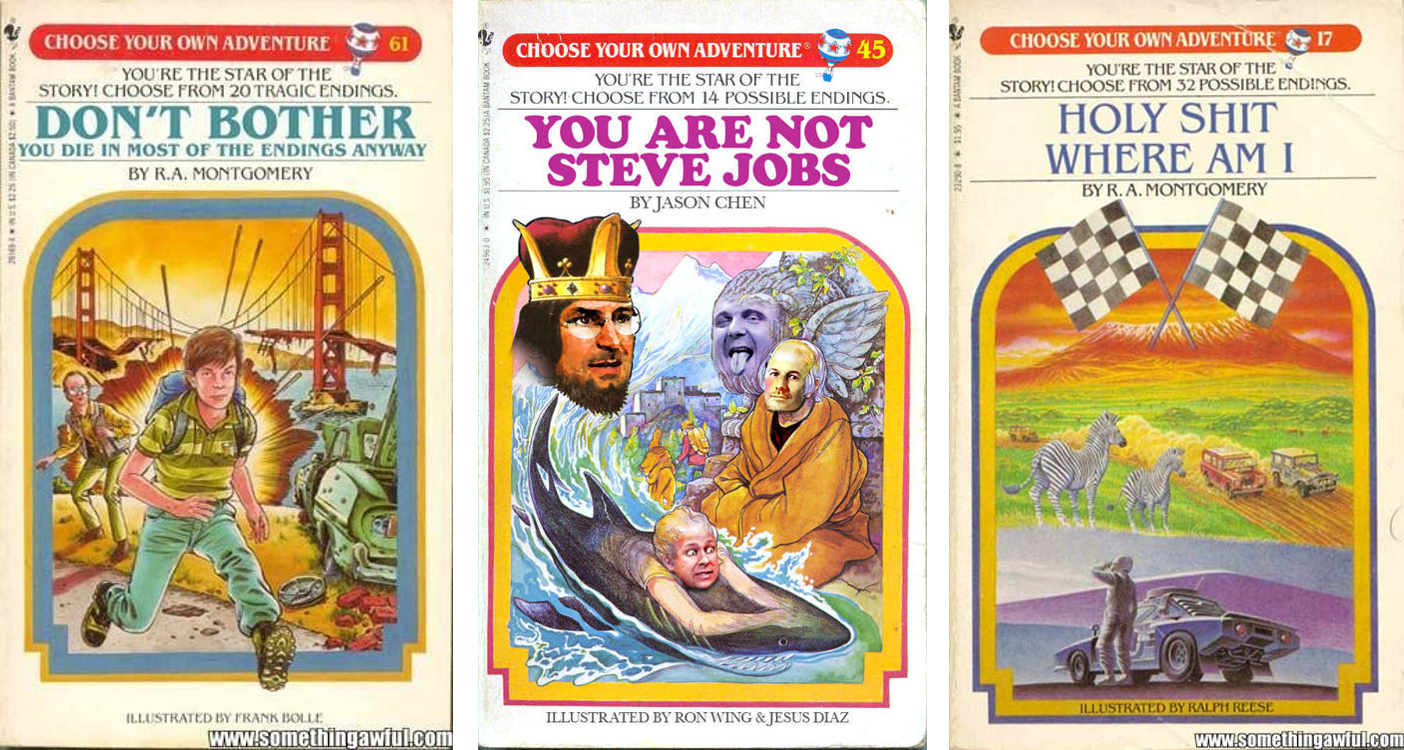 CHOOSE YOUR OWN ADVENTURE 61
YOU'RE THE STAR OF THE
STORY! CHOOSE FROM 20 TRAGIC ENDINGS.
DON'T BOTHER
YOU DIE IN MOST OF THE ENDINGS ANYWAY
BY R.A. MONTGOMERY
ILLUSTRATED BY FRANK BOLLE
www.somethingawful.com
CHOOSE YOUR OWN ADVENTURE® 45
YOU'RE THE STAR OF THE
STORY! CHOOSE FROM 14 POSSIBLE ENDINGS.
YOU ARE NOT
STEVE JOBS
BY JASON CHEN
ILLUSTRATED BY RON WING & JESUS DIAZ
CHOOSE YOUR OWN ADVENTURE 17
YOU'RE THE STAR OF THE
STORY! CHOOSE FROM 32 POSSIBLE ENDINGS.
HOLY SHIT
WHERE AM I
BY R. A. MONTGOMERY
ILLUSTRATED BY RALPH REESE
www.somethingawful.com